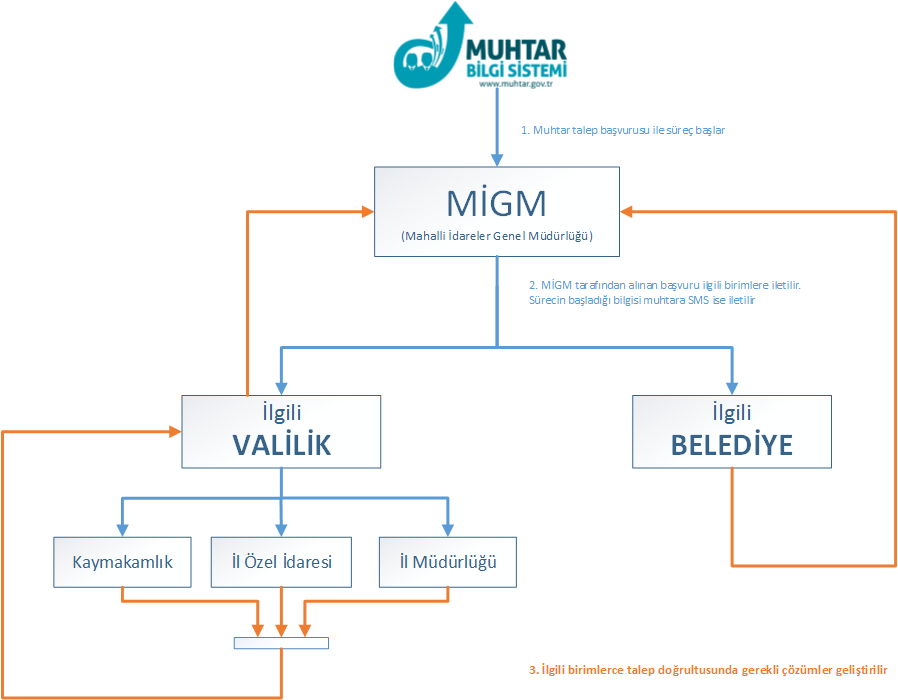 MUHTAR
BİLGİ SİSTEMİ
www.muhtar.gov.tr
1. Muhtar talep başvurusu ile süreç başlar
MİGM
(Mahalli İdareler Genel Müdürlüğü)
2. MİGM tarafından alınan başvuru ilgili birimlere iletilir.
Sürecin başladığı bilgisi muhtara SMS ise iletilir
İlgili
VALİLİK
İlgili
BELEDİYE
Kaymakamlık
İl Özel İdaresi
İl Müdürlüğü
3. İlgili birimlerce talep doğrultusunda gerekli çözümler geliştirilir